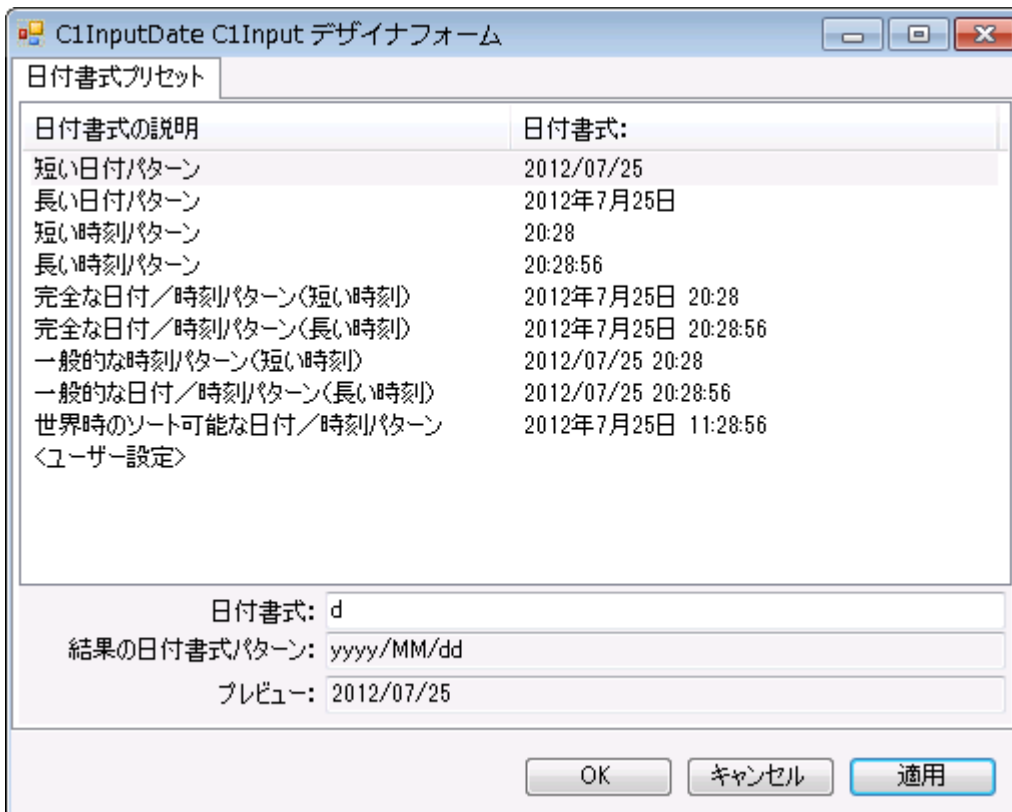 C1InputDate C1Input デザイナフォーム
日付書式プリセット
日付書式の説明 日付書式:
短い日付パターン 2012/07/25
長い日付パターン 2012年7月25日
短い時刻パターン 20:28
長い時刻パターン 20:28:56
完全な日付／時刻パターン(短い時刻) 2012年7月25日 20:28
完全な日付／時刻パターン(長い時刻) 2012年7月25日 20:28:56
一般的な時刻パターン(短い時刻) 2012/07/25 20:28
一般的な日付／時刻パターン(長い時刻) 2012/07/25 20:28:56
世界時のソート可能な日付／時刻パターン 2012年7月25日 11:28:56
<ユーザー設定>
日付書式: d
結果の日付書式パターン: yyyy/MM/dd
プレビュー: 2012/07/25
OK キャンセル 適用